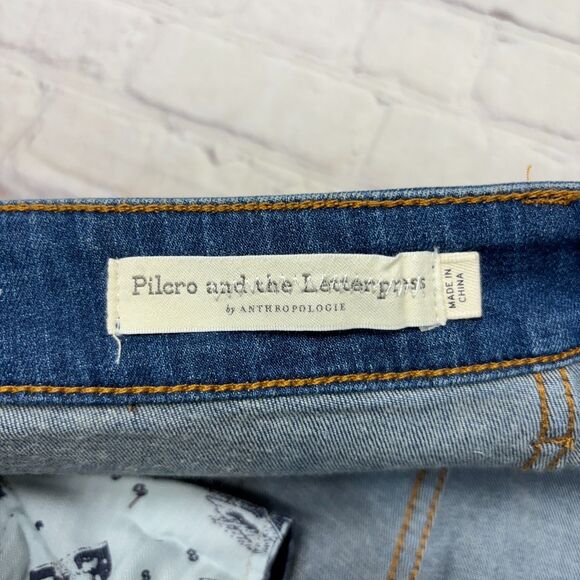 Pilcro and the Letterpress
by ANTHROPOLOGIE
MADE IN
CHINA